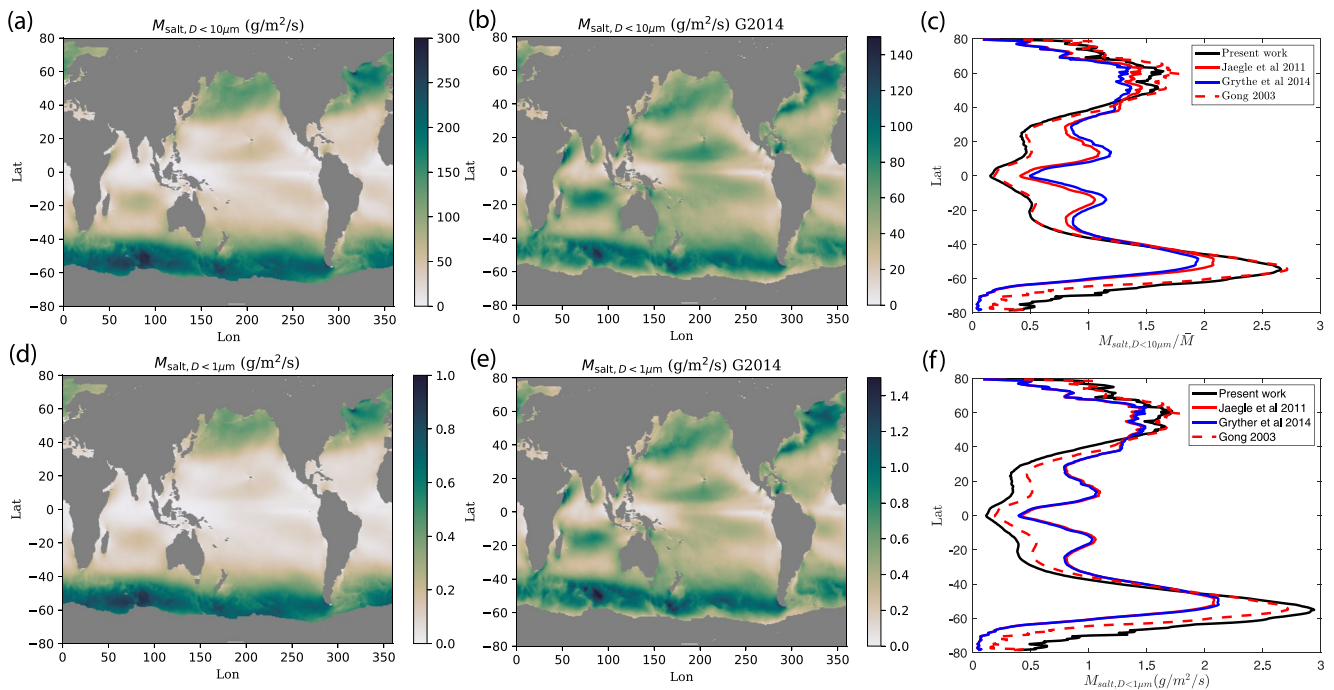 (a)
M_salt, D < 10μm (g/m²/s)
80
60
40
20
0
−20
−40
−60
−80
Lat
0 50 100 150 200 250 300 350
300
250
200
150
100
50
0
(b)
M_salt, D < 10μm (g/m²/s) G2014
80
60
40
20
0
−20
−40
−60
−80
Lat
0 50 100 150 200 250 300 350
Lon
140
120
100
80
60
40
20
0
(c)
80
60
40
20
0
-20
-40
-60
-80
Lat
Present work
Jaegle et al 2011
Grythe et al 2014
Gong 2003
0 0.5 1 1.5 2 2.5 3
M_salt,D<10μm/M̄
(d)
M_salt, D < 1μm (g/m²/s)
80
60
40
20
0
−20
−40
−60
−80
Lat
0 50 100 150 200 250 300 350
Lon
1.0
0.8
0.6
0.4
0.2
0.0
(e)
M_salt, D < 1μm (g/m²/s) G2014
80
60
40
20
0
−20
−40
−60
−80
Lat
0 50 100 150 200 250 300 350
Lon
1.4
1.2
1.0
0.8
0.6
0.4
0.2
0.0
(f)
80
60
40
20
0
-20
-40
-60
-80
Lat
Present work
Jaegle et al 2011
Gryther et al 2014
Gong 2003
0 0.5 1 1.5 2 2.5 3
M_salt,D<1μm(g/m²/s)